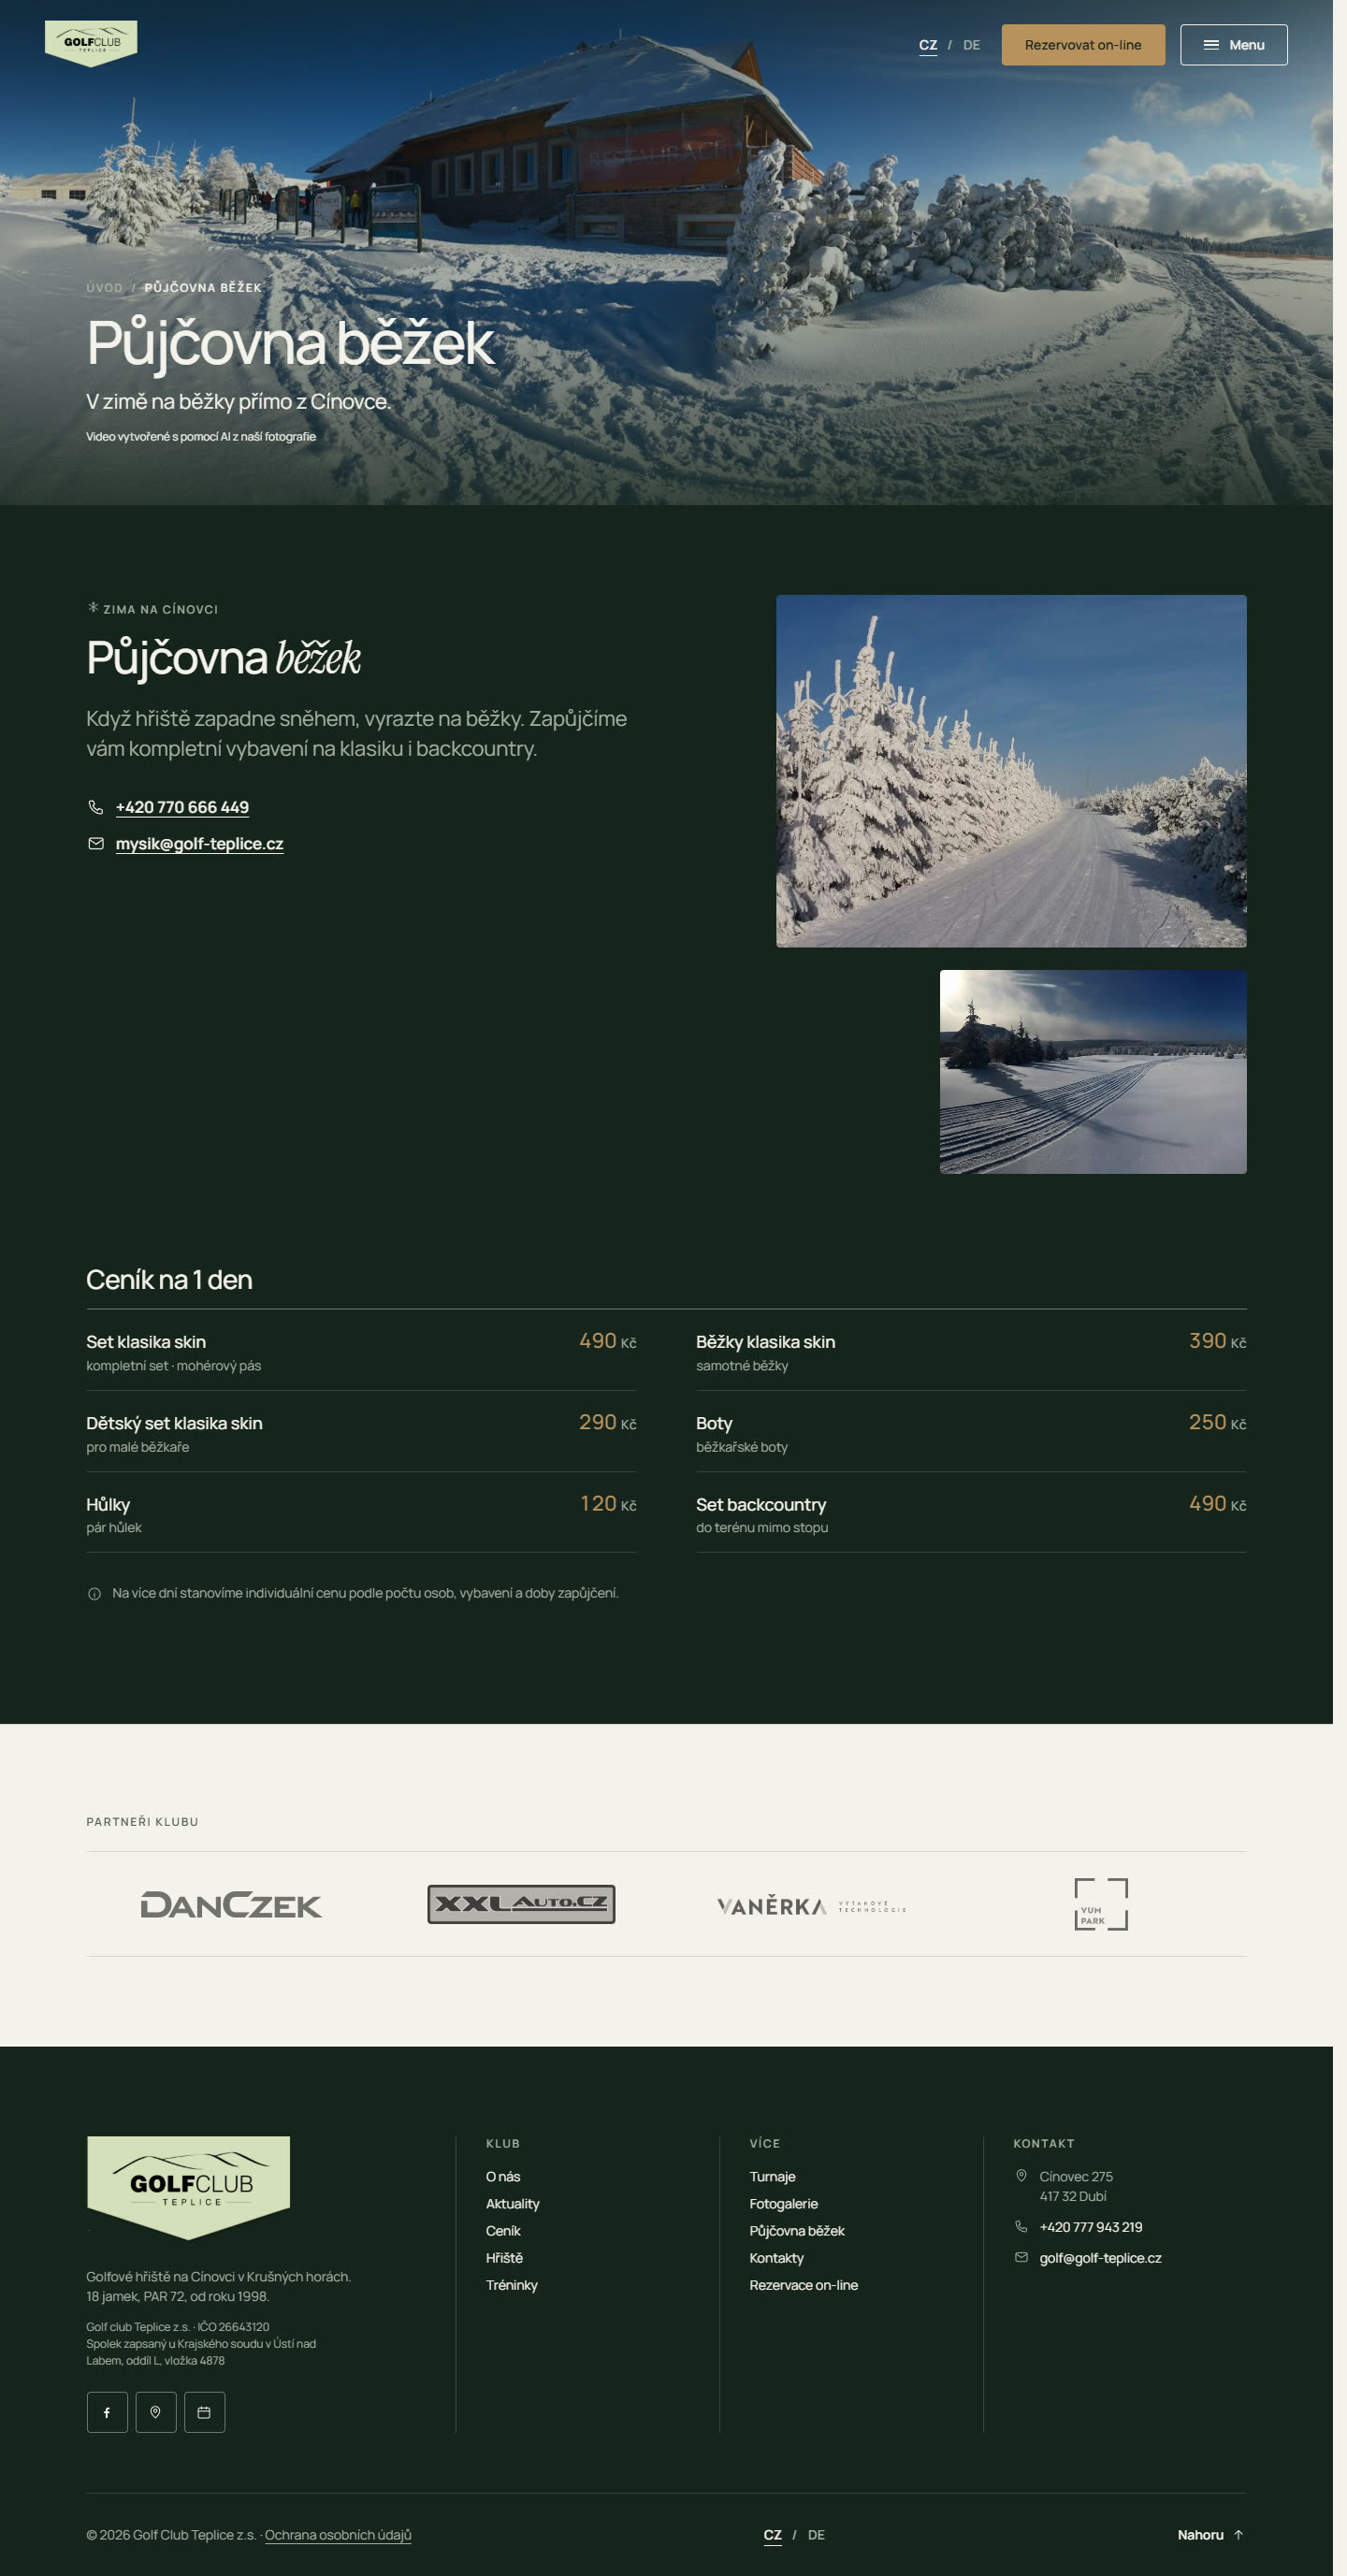 GOLFCLUB
TEPLICE
CZ / DE
Rezervovat on-line
Menu
RESTAURACE
ÚVOD / PŮJČOVNA BĚŽEK
Půjčovna běžek
V zimě na běžky přímo z Cínovce.
Video vytvořené s pomocí AI z naší fotografie
ZIMA NA CÍNOVCI
Půjčovna běžek
Když hřiště zapadne sněhem, vyrazte na běžky. Zapůjčíme
vám kompletní vybavení na klasiku i backcountry.
+420 770 666 449
mysik@golf-teplice.cz
Ceník na 1 den
Set klasika skin 490 Kč
kompletní set · mohérový pás
Běžky klasika skin 390 Kč
samotné běžky
Dětský set klasika skin 290 Kč
pro malé běžkaře
Boty 250 Kč
běžkařské boty
Hůlky 120 Kč
pár hůlek
Set backcountry 490 Kč
do terénu mimo stopu
Na více dní stanovíme individuální cenu podle počtu osob, vybavení a doby zapůjčení.
PARTNEŘI KLUBU
DANCZEK
XXLAUTO.CZ
VANĚRKA VÝTAHOVÉ
TECHNOLOGIE
VUM
PARK
GOLFCLUB
TEPLICE
Golfové hřiště na Cínovci v Krušných horách.
18 jamek, PAR 72, od roku 1998.
Golf club Teplice z.s. · IČO 26643120
Spolek zapsaný u Krajského soudu v Ústí nad
Labem, oddíl L, vložka 4878
KLUB
O nás
Aktuality
Ceník
Hřiště
Tréninky
VÍCE
Turnaje
Fotogalerie
Půjčovna běžek
Kontakty
Rezervace on-line
KONTAKT
Cínovec 275
417 32 Dubí
+420 777 943 219
golf@golf-teplice.cz
© 2026 Golf Club Teplice z.s. · Ochrana osobních údajů
CZ / DE
Nahoru